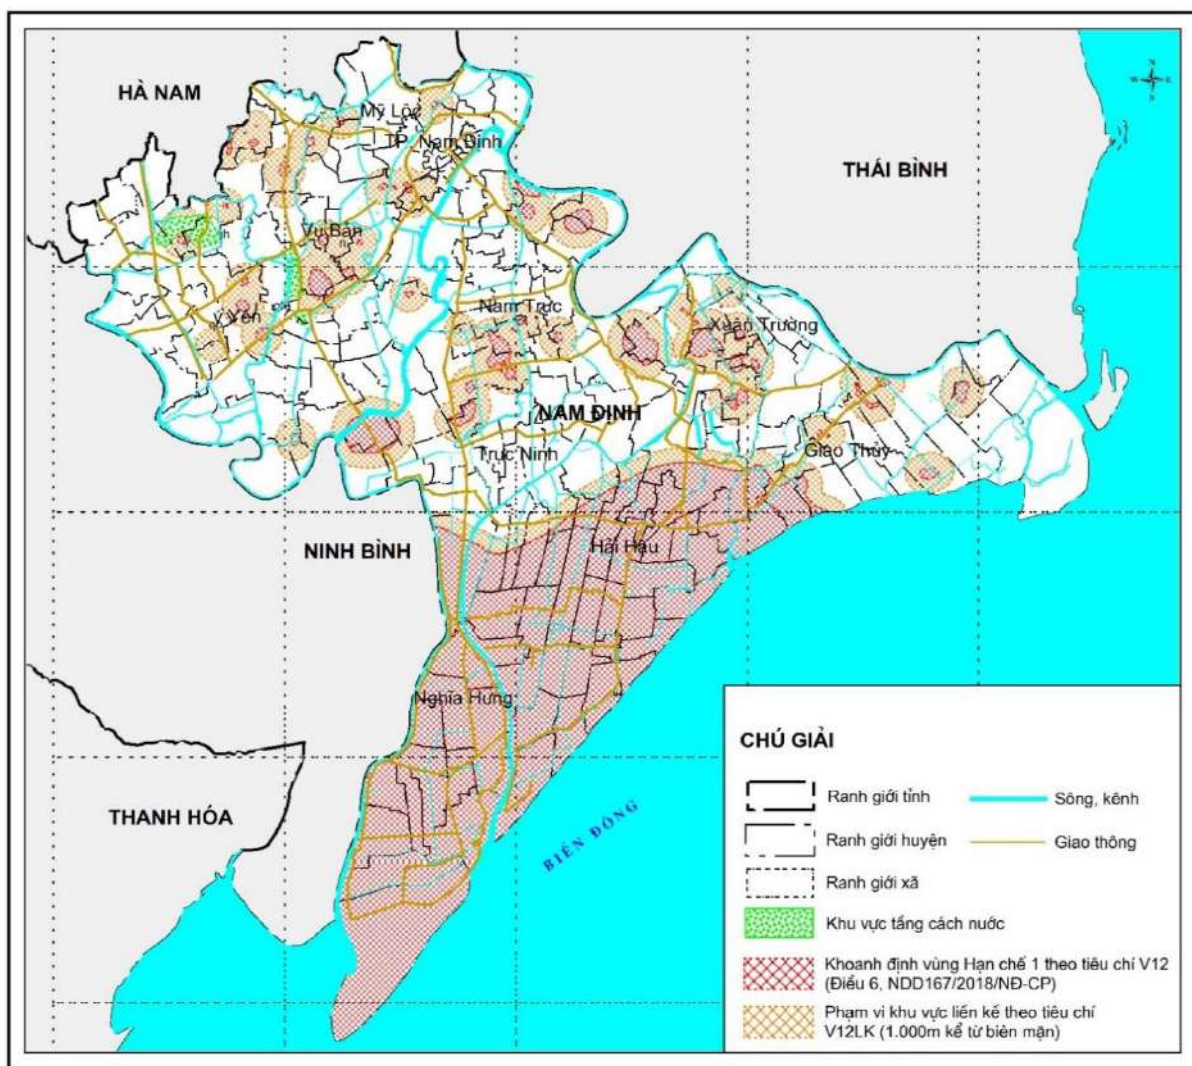 HÀ NAM
N
W E
S
Mỹ Lộc
TP Nam Định
THÁI BÌNH
Vụ Bản
Nam Trực
Ý Yên
Xuân Trường
NAM ĐỊNH
Trực Ninh
Giao Thủy
NINH BÌNH
Hải Hậu
Nghĩa Hưng
THANH HÓA
BIỂN ĐÔNG
CHÚ GIẢI
Ranh giới tỉnh
Sông, kênh
Ranh giới huyện
Giao thông
Ranh giới xã
Khu vực tầng cách nước
Khoanh định vùng Hạn chế 1 theo tiêu chí V12
(Điều 6, NDD167/2018/NĐ-CP)
Phạm vi khu vực liền kề theo tiêu chí
V12LK (1.000m kể từ biên mặn)